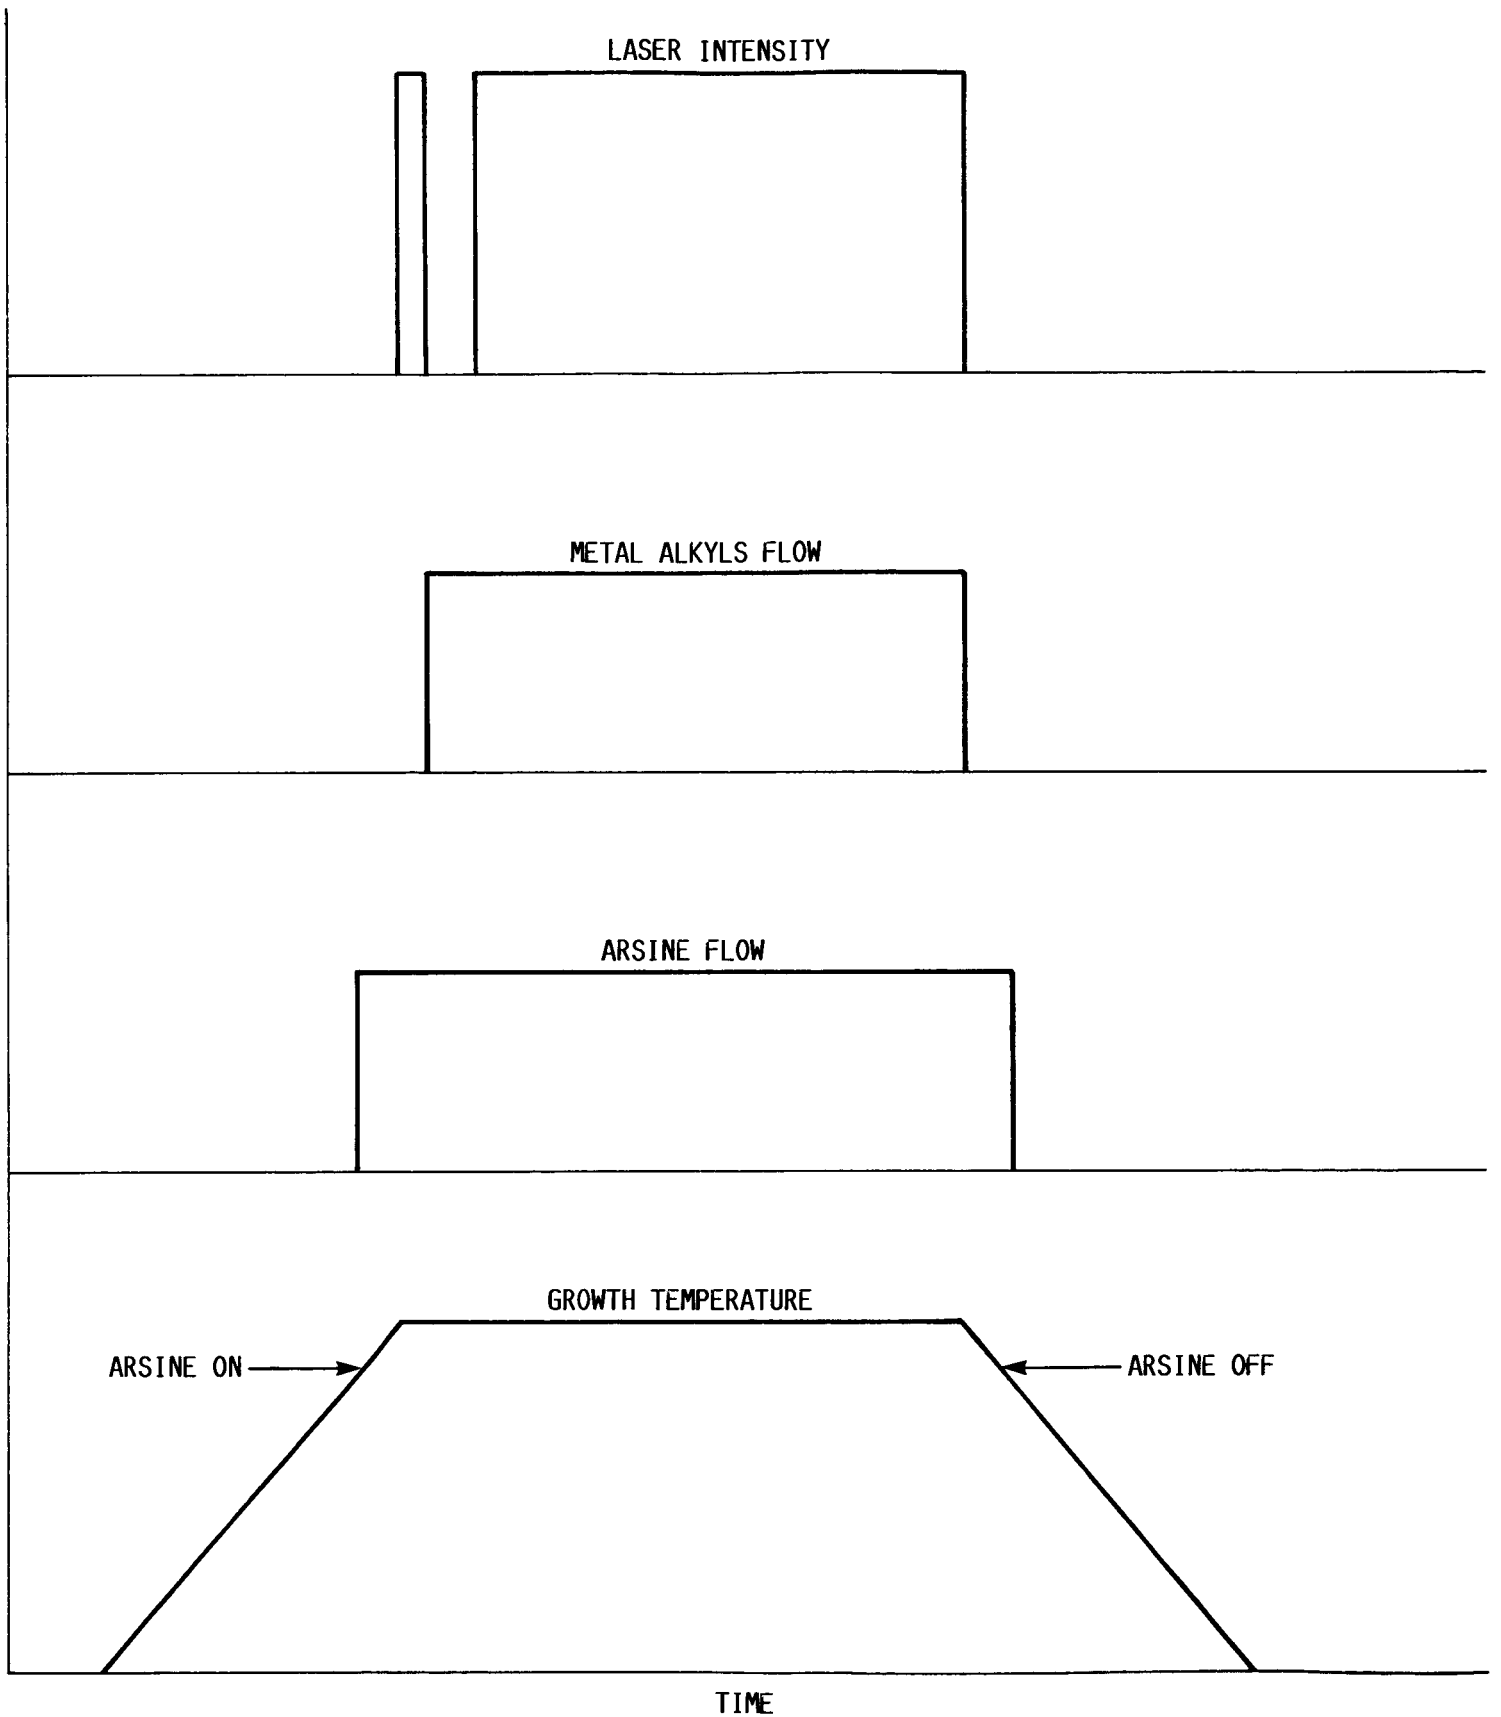 LASER INTENSITY
METAL ALKYLS FLOW
ARSINE FLOW
GROWTH TEMPERATURE
ARSINE ON
ARSINE OFF
TIME